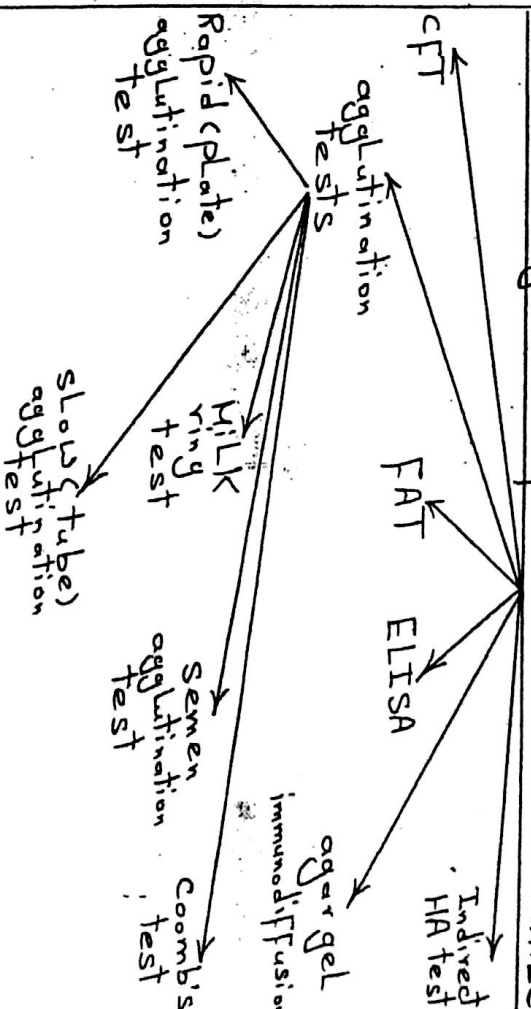 CFT
agglutination
tests
FAT
ELISA
agar gel
Indirect
HA test
Rapid (plate)
agglutination
test
Slow (tube)
agglutination
test
Milk
ring
test
Semen
agglutination
test
Coomb's
test